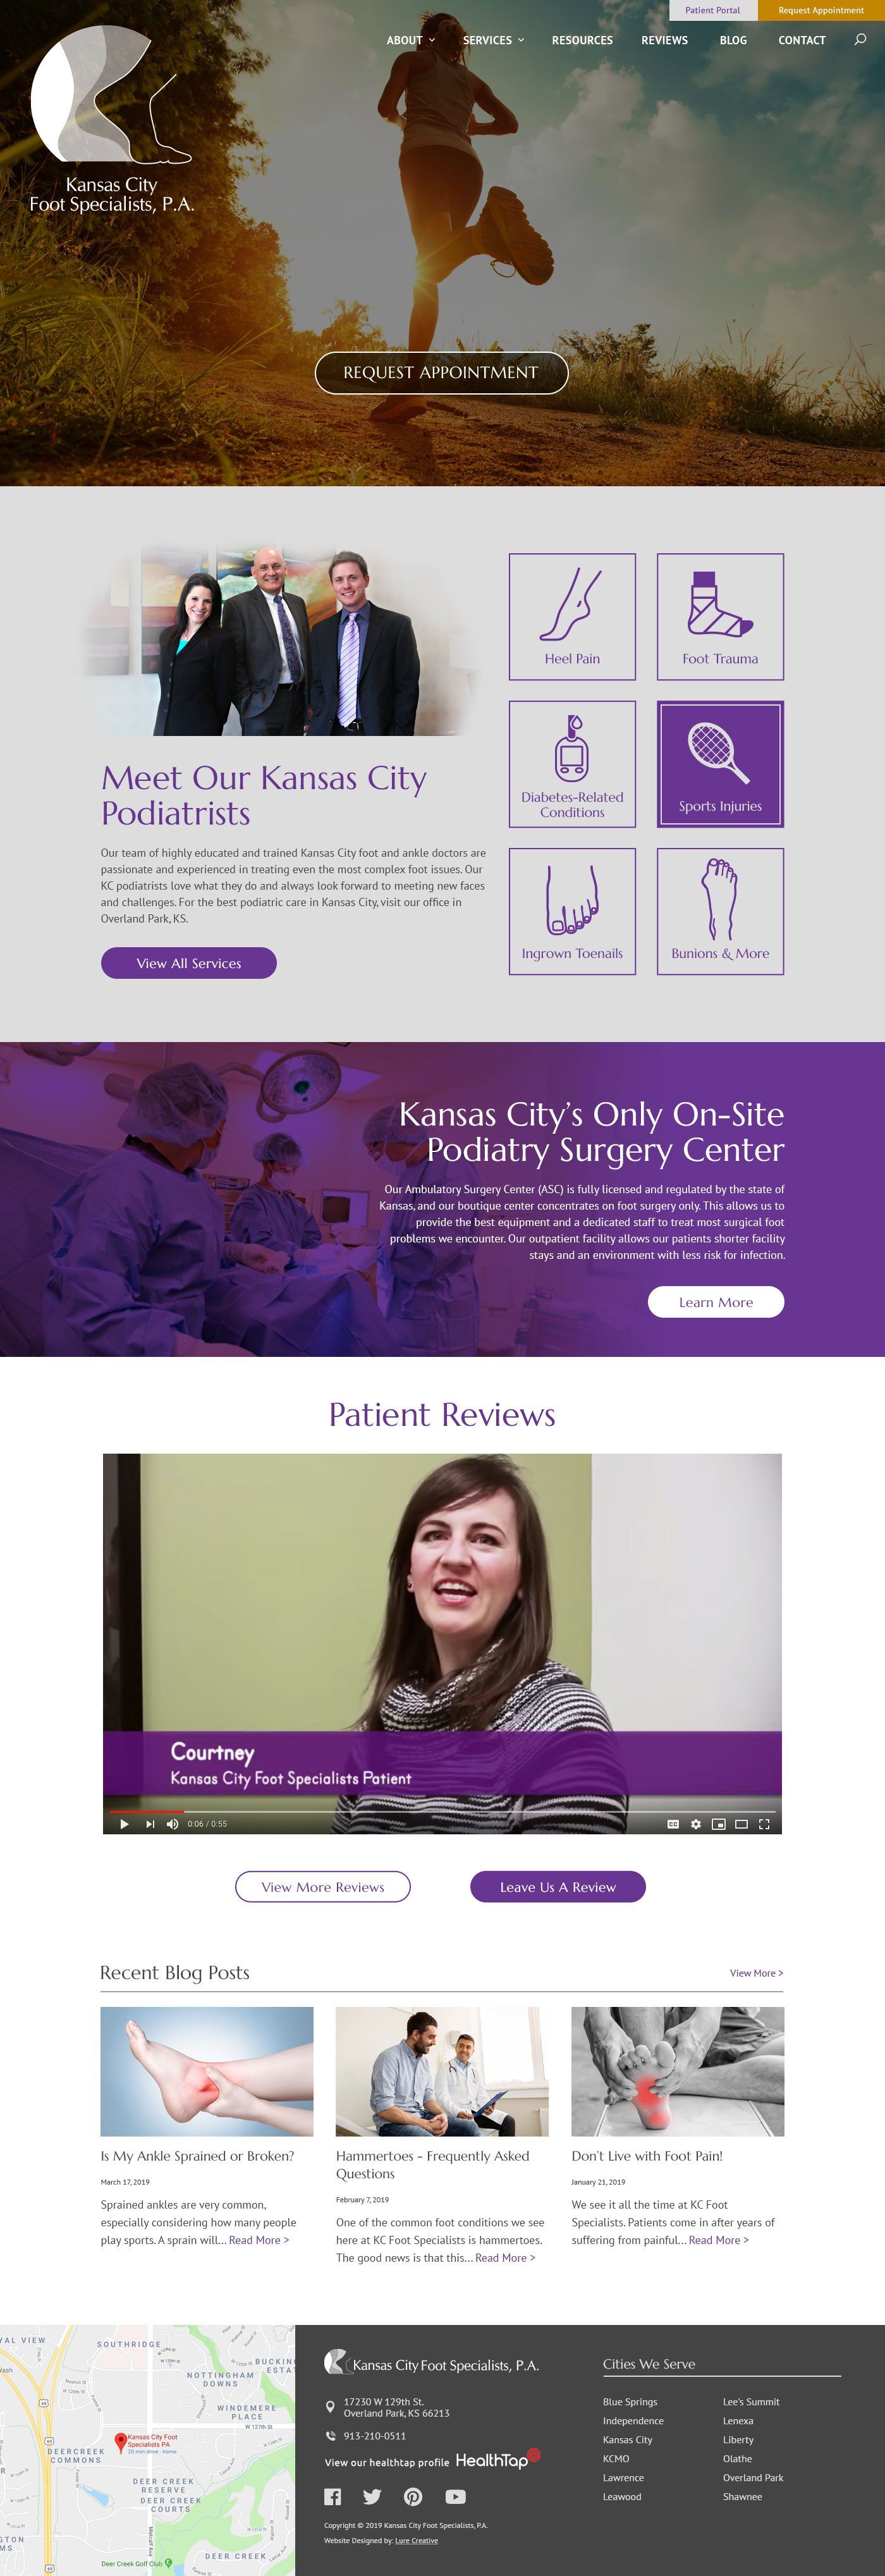 Patient Portal
Request Appointment
ABOUT
SERVICES
RESOURCES
REVIEWS
BLOG
CONTACT
Kansas City
Foot Specialists, P.A.
REQUEST APPOINTMENT
Heel Pain
Foot Trauma
Diabetes-Related
Conditions
Sports Injuries
Ingrown Toenails
Bunions & More
Meet Our Kansas City
Podiatrists
Our team of highly educated and trained Kansas City foot and ankle doctors are
passionate and experienced in treating even the most complex foot issues. Our
KC podiatrists love what they do and always look forward to meeting new faces
and challenges. For the best podiatric care in Kansas City, visit our office in
Overland Park, KS.
View All Services
Kansas City's Only On-Site
Podiatry Surgery Center
Our Ambulatory Surgery Center (ASC) is fully licensed and regulated by the state of
Kansas, and our boutique center concentrates on foot surgery only. This allows us to
provide the best equipment and a dedicated staff to treat most surgical foot
problems we encounter. Our outpatient facility allows our patients shorter facility
stays and an environment with less risk for infection.
Learn More
Patient Reviews
Courtney
Kansas City Foot Specialists Patient
0:06 / 0:55
CC
View More Reviews
Leave Us A Review
Recent Blog Posts
View More >
Is My Ankle Sprained or Broken?
March 17, 2019
Sprained ankles are very common,
especially considering how many people
play sports. A sprain will... Read More >
Hammertoes - Frequently Asked
Questions
February 7, 2019
One of the common foot conditions we see
here at KC Foot Specialists is hammertoes.
The good news is that this... Read More >
Don't Live with Foot Pain!
January 21, 2019
We see it all the time at KC Foot
Specialists. Patients come in after years of
suffering from painful... Read More >
YAL VIEW
SOUTHRIDGE
BUCKING
ESTA
NOTTINGHAM
DOWNS
WINDEMERE
PLACE
W 127th St
69
Kansas City Foot
Specialists PA
20 min drive - home
DEERCREEK
COMMONS
DEER CREEK
RESERVE
DEER CREEK
COURTS
Metcalf Ave
GTON
MS
DEER CREEK
Deer Creek Golf Club
69
Kansas City Foot Specialists, P.A.
17230 W 129th St.
Overland Park, KS 66213
913-210-0511
View our healthtap profile HealthTap
Copyright © 2019 Kansas City Foot Specialists, P.A.
Website Designed by: Lure Creative
Cities We Serve
Blue Springs
Independence
Kansas City
KCMO
Lawrence
Leawood
Lee's Summit
Lenexa
Liberty
Olathe
Overland Park
Shawnee